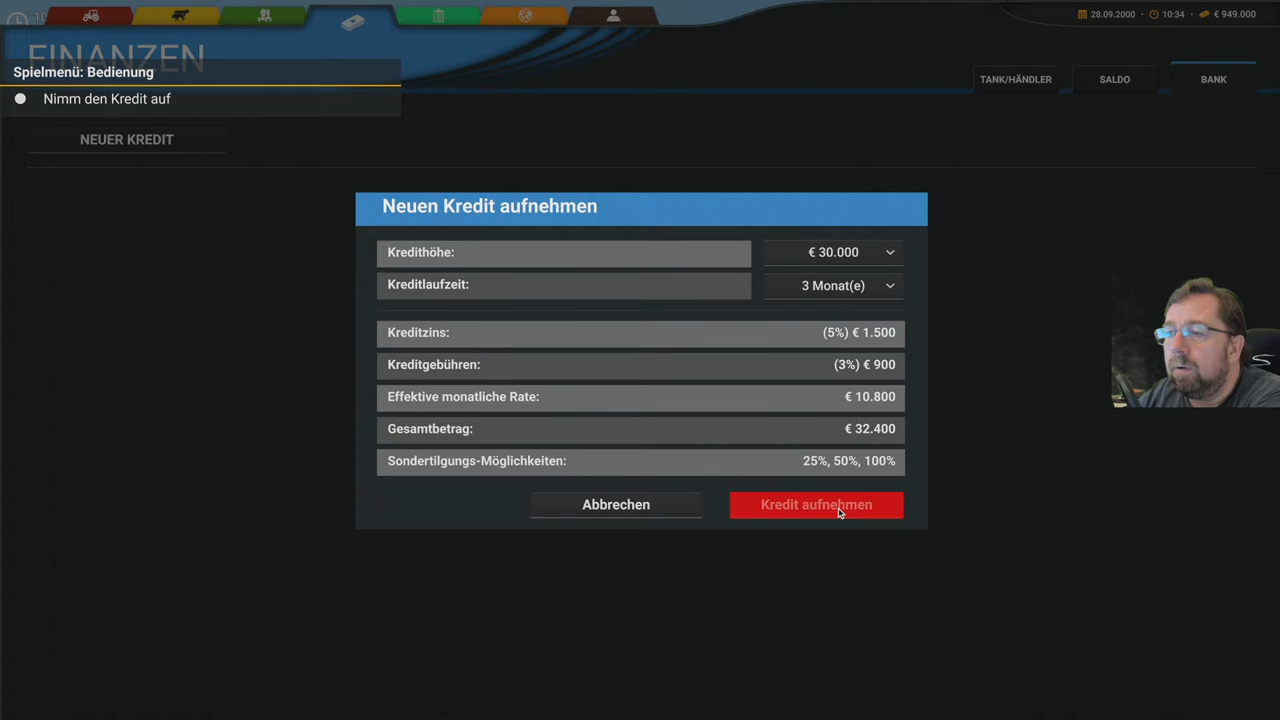 10
28.09.2000 • 10:34 • € 949.000
FINANZEN
Spielmenü: Bedienung
Nimm den Kredit auf
TANK/HÄNDLER
SALDO
BANK
NEUER KREDIT
Neuen Kredit aufnehmen
Kredithöhe: € 30.000
Kreditlaufzeit: 3 Monat(e)
Kreditzins: (5%) € 1.500
Kreditgebühren: (3%) € 900
Effektive monatliche Rate: € 10.800
Gesamtbetrag: € 32.400
Sondertilgungs-Möglichkeiten: 25%, 50%, 100%
Abbrechen
Kredit aufnehmen